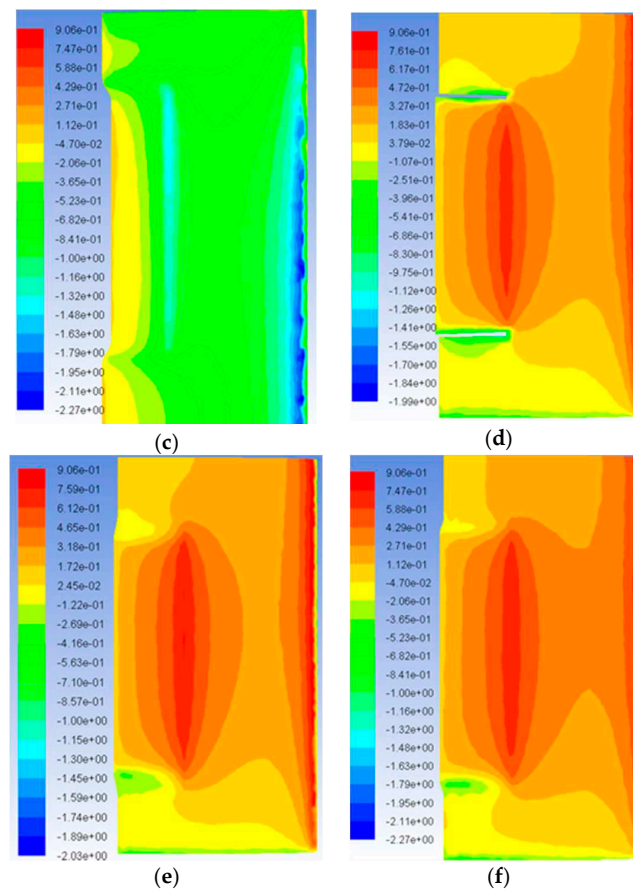 9.06e-01
7.47e-01
5.88e-01
4.29e-01
2.71e-01
1.12e-01
-4.70e-02
-2.06e-01
-3.65e-01
-5.23e-01
-6.82e-01
-8.41e-01
-1.00e+00
-1.16e+00
-1.32e+00
-1.48e+00
-1.64e+00
-1.79e+00
-1.95e+00
-2.11e+00
-2.27e+00
(c)
9.06e-01
7.61e-01
6.17e-01
4.72e-01
3.27e-01
1.83e-01
3.79e-02
-1.07e-01
-2.51e-01
-3.96e-01
-5.41e-01
-6.86e-01
-8.30e-01
-9.75e-01
-1.12e+00
-1.26e+00
-1.41e+00
-1.55e+00
-1.70e+00
-1.84e+00
-1.99e+00
(d)
9.06e-01
7.59e-01
6.12e-01
4.65e-01
3.18e-01
1.72e-01
2.45e-02
-1.22e-01
-2.69e-01
-4.16e-01
-5.63e-01
-7.10e-01
-8.57e-01
-1.00e+00
-1.15e+00
-1.30e+00
-1.45e+00
-1.59e+00
-1.74e+00
-1.89e+00
-2.03e+00
(e)
9.06e-01
7.47e-01
5.88e-01
4.29e-01
2.71e-01
1.12e-01
-4.70e-02
-2.06e-01
-3.65e-01
-5.23e-01
-6.82e-01
-8.41e-01
-1.00e+00
-1.16e+00
-1.32e+00
-1.48e+00
-1.63e+00
-1.79e+00
-1.95e+00
-2.11e+00
-2.27e+00
(f)